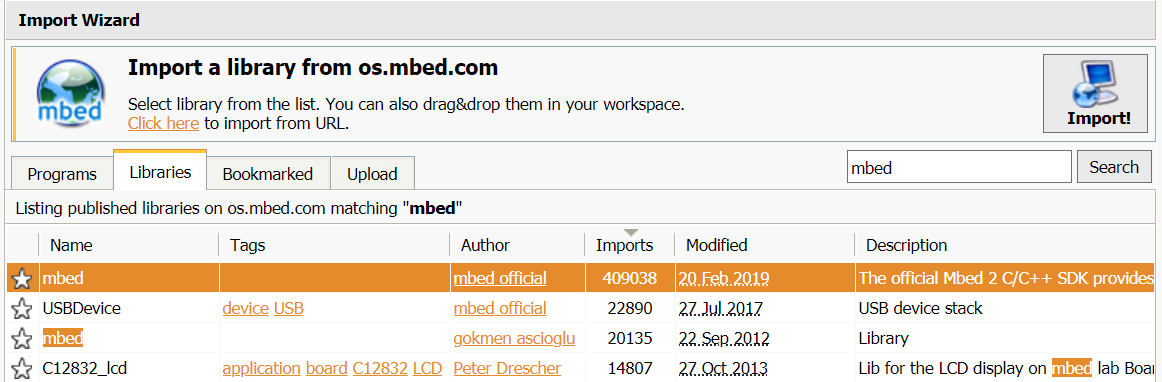 Import Wizard
mbed
Import a library from os.mbed.com
Select library from the list. You can also drag&drop them in your workspace.
Click here to import from URL.
Import!
Programs Libraries Bookmarked Upload mbed Search
Listing published libraries on os.mbed.com matching "mbed"
Name Tags Author Imports Modified Description
mbed mbed official 409038 20 Feb 2019 The official Mbed 2 C/C++ SDK provides
USBDevice device USB mbed official 22890 27 Jul 2017 USB device stack
mbed gokmen ascioglu 20135 22 Sep 2012 Library
C12832_lcd application board C12832 LCD Peter Drescher 14807 27 Oct 2013 Lib for the LCD display on mbed lab Boar